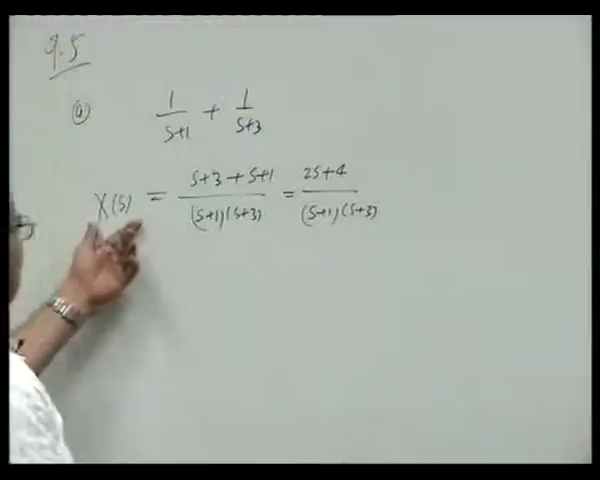 9.5
(a) 1/(s+1) + 1/(s+3)
X(s) = (s+3+s+1)/((s+1)(s+3)) = (2s+4)/((s+1)(s+3))